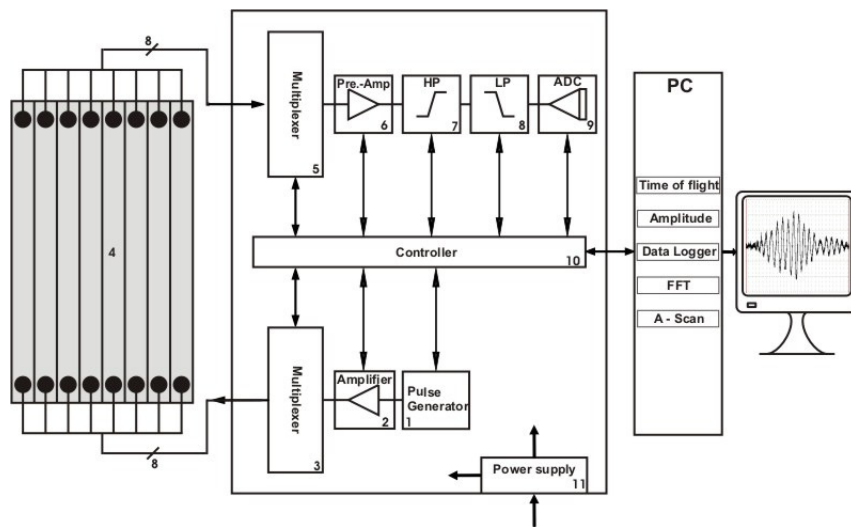 8
Multiplexer
5
Pre.-Amp
6
HP
7
LP
8
ADC
9
PC
Time of flight
Amplitude
Data Logger
FFT
A - Scan
4
Controller
10
Multiplexer
3
Amplifier
2
Pulse
Generator
1
8
Power supply
11